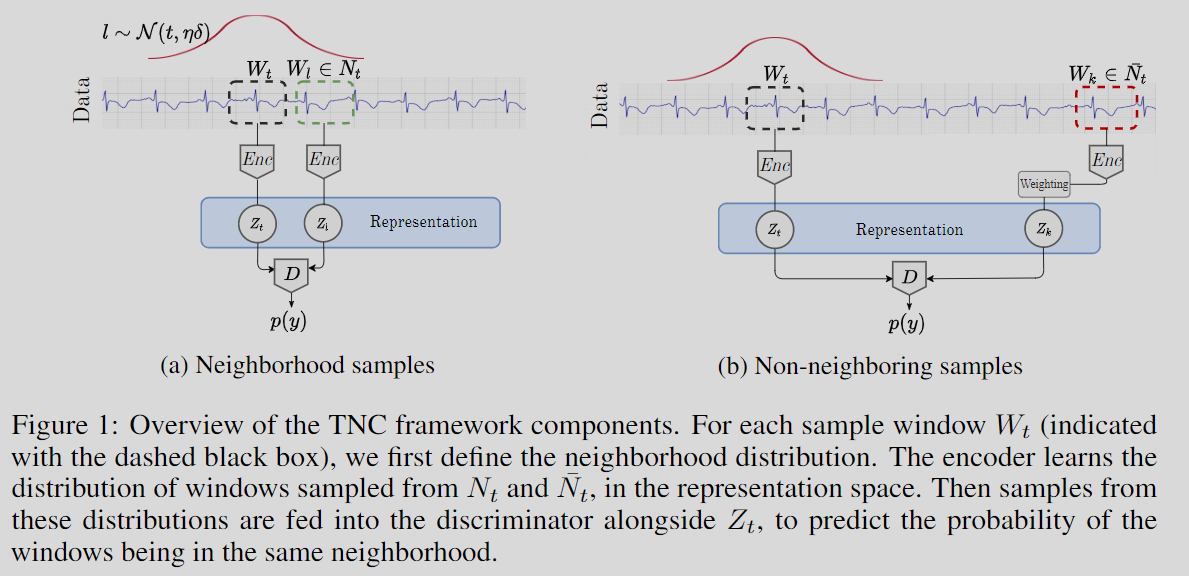 l ~ N(t, ηδ)
W_t W_l ∈ N_t
Data
Enc Enc
Z_t Z_l Representation
D
p(y)
(a) Neighborhood samples
W_t W_k ∈ N̄_t
Data
Enc Enc
Weighting
Z_t Representation Z_k
D
p(y)
(b) Non-neighboring samples
Figure 1: Overview of the TNC framework components. For each sample window W_t (indicated
with the dashed black box), we first define the neighborhood distribution. The encoder learns the
distribution of windows sampled from N_t and N̄_t, in the representation space. Then samples from
these distributions are fed into the discriminator alongside Z_t, to predict the probability of the
windows being in the same neighborhood.